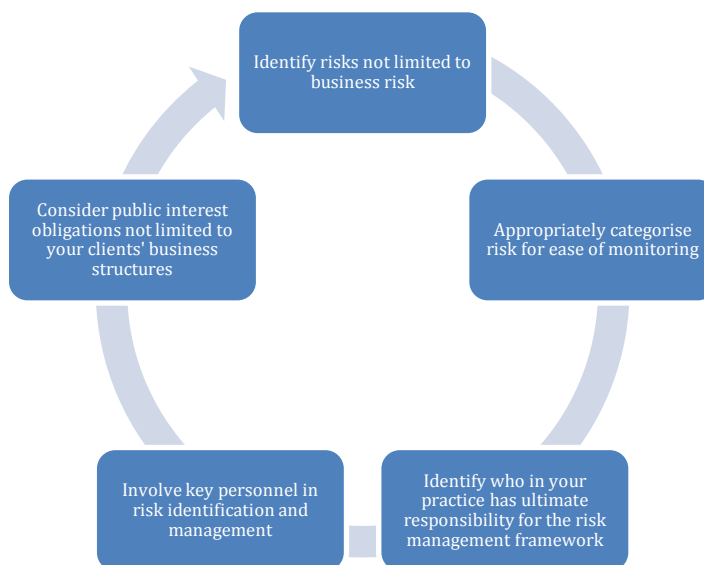 Identify risks not limited to
business risk
Appropriately categorise
risk for ease of monitoring
Identify who in your
practice has ultimate
responsibility for the risk
management framework
Involve key personnel in
risk identification and
management
Consider public interest
obligations not limited to
your clients' business
structures